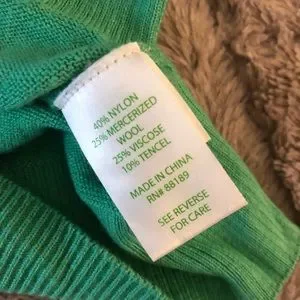 40% NYLON
25% MERCERIZED
WOOL
25% VISCOSE
10% TENCEL
MADE IN CHINA
RN# 88189
SEE REVERSE
FOR CARE